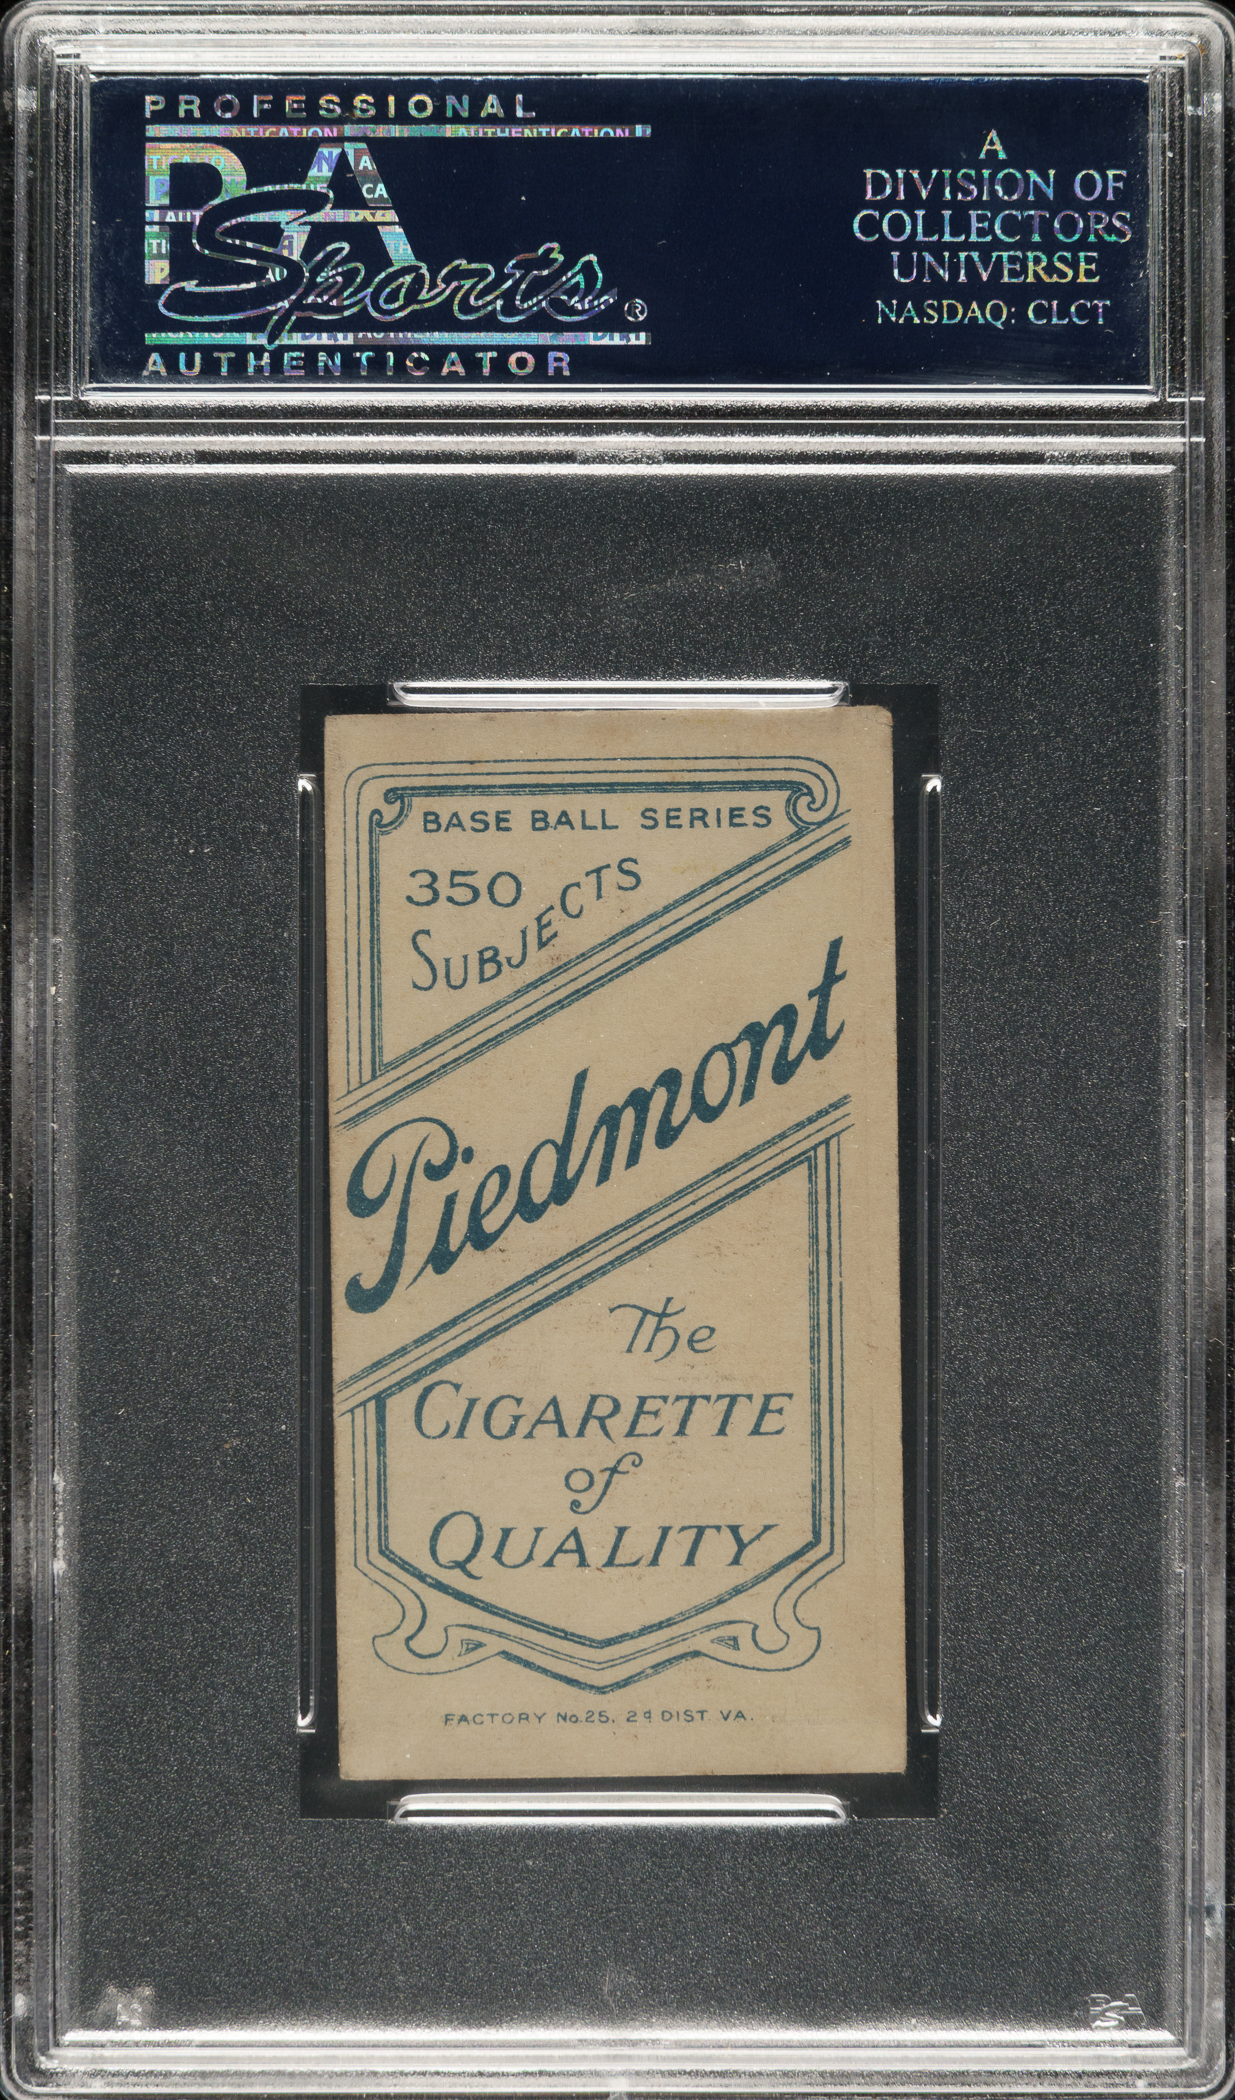 PROFESSIONAL
PSA
Sports®
AUTHENTICATOR
A
DIVISION OF
COLLECTORS
UNIVERSE
NASDAQ: CLCT
BASE BALL SERIES
350
SUBJECTS
Piedmont
The
CIGARETTE
of
QUALITY
FACTORY No.25. 2d DIST. VA.
PSA